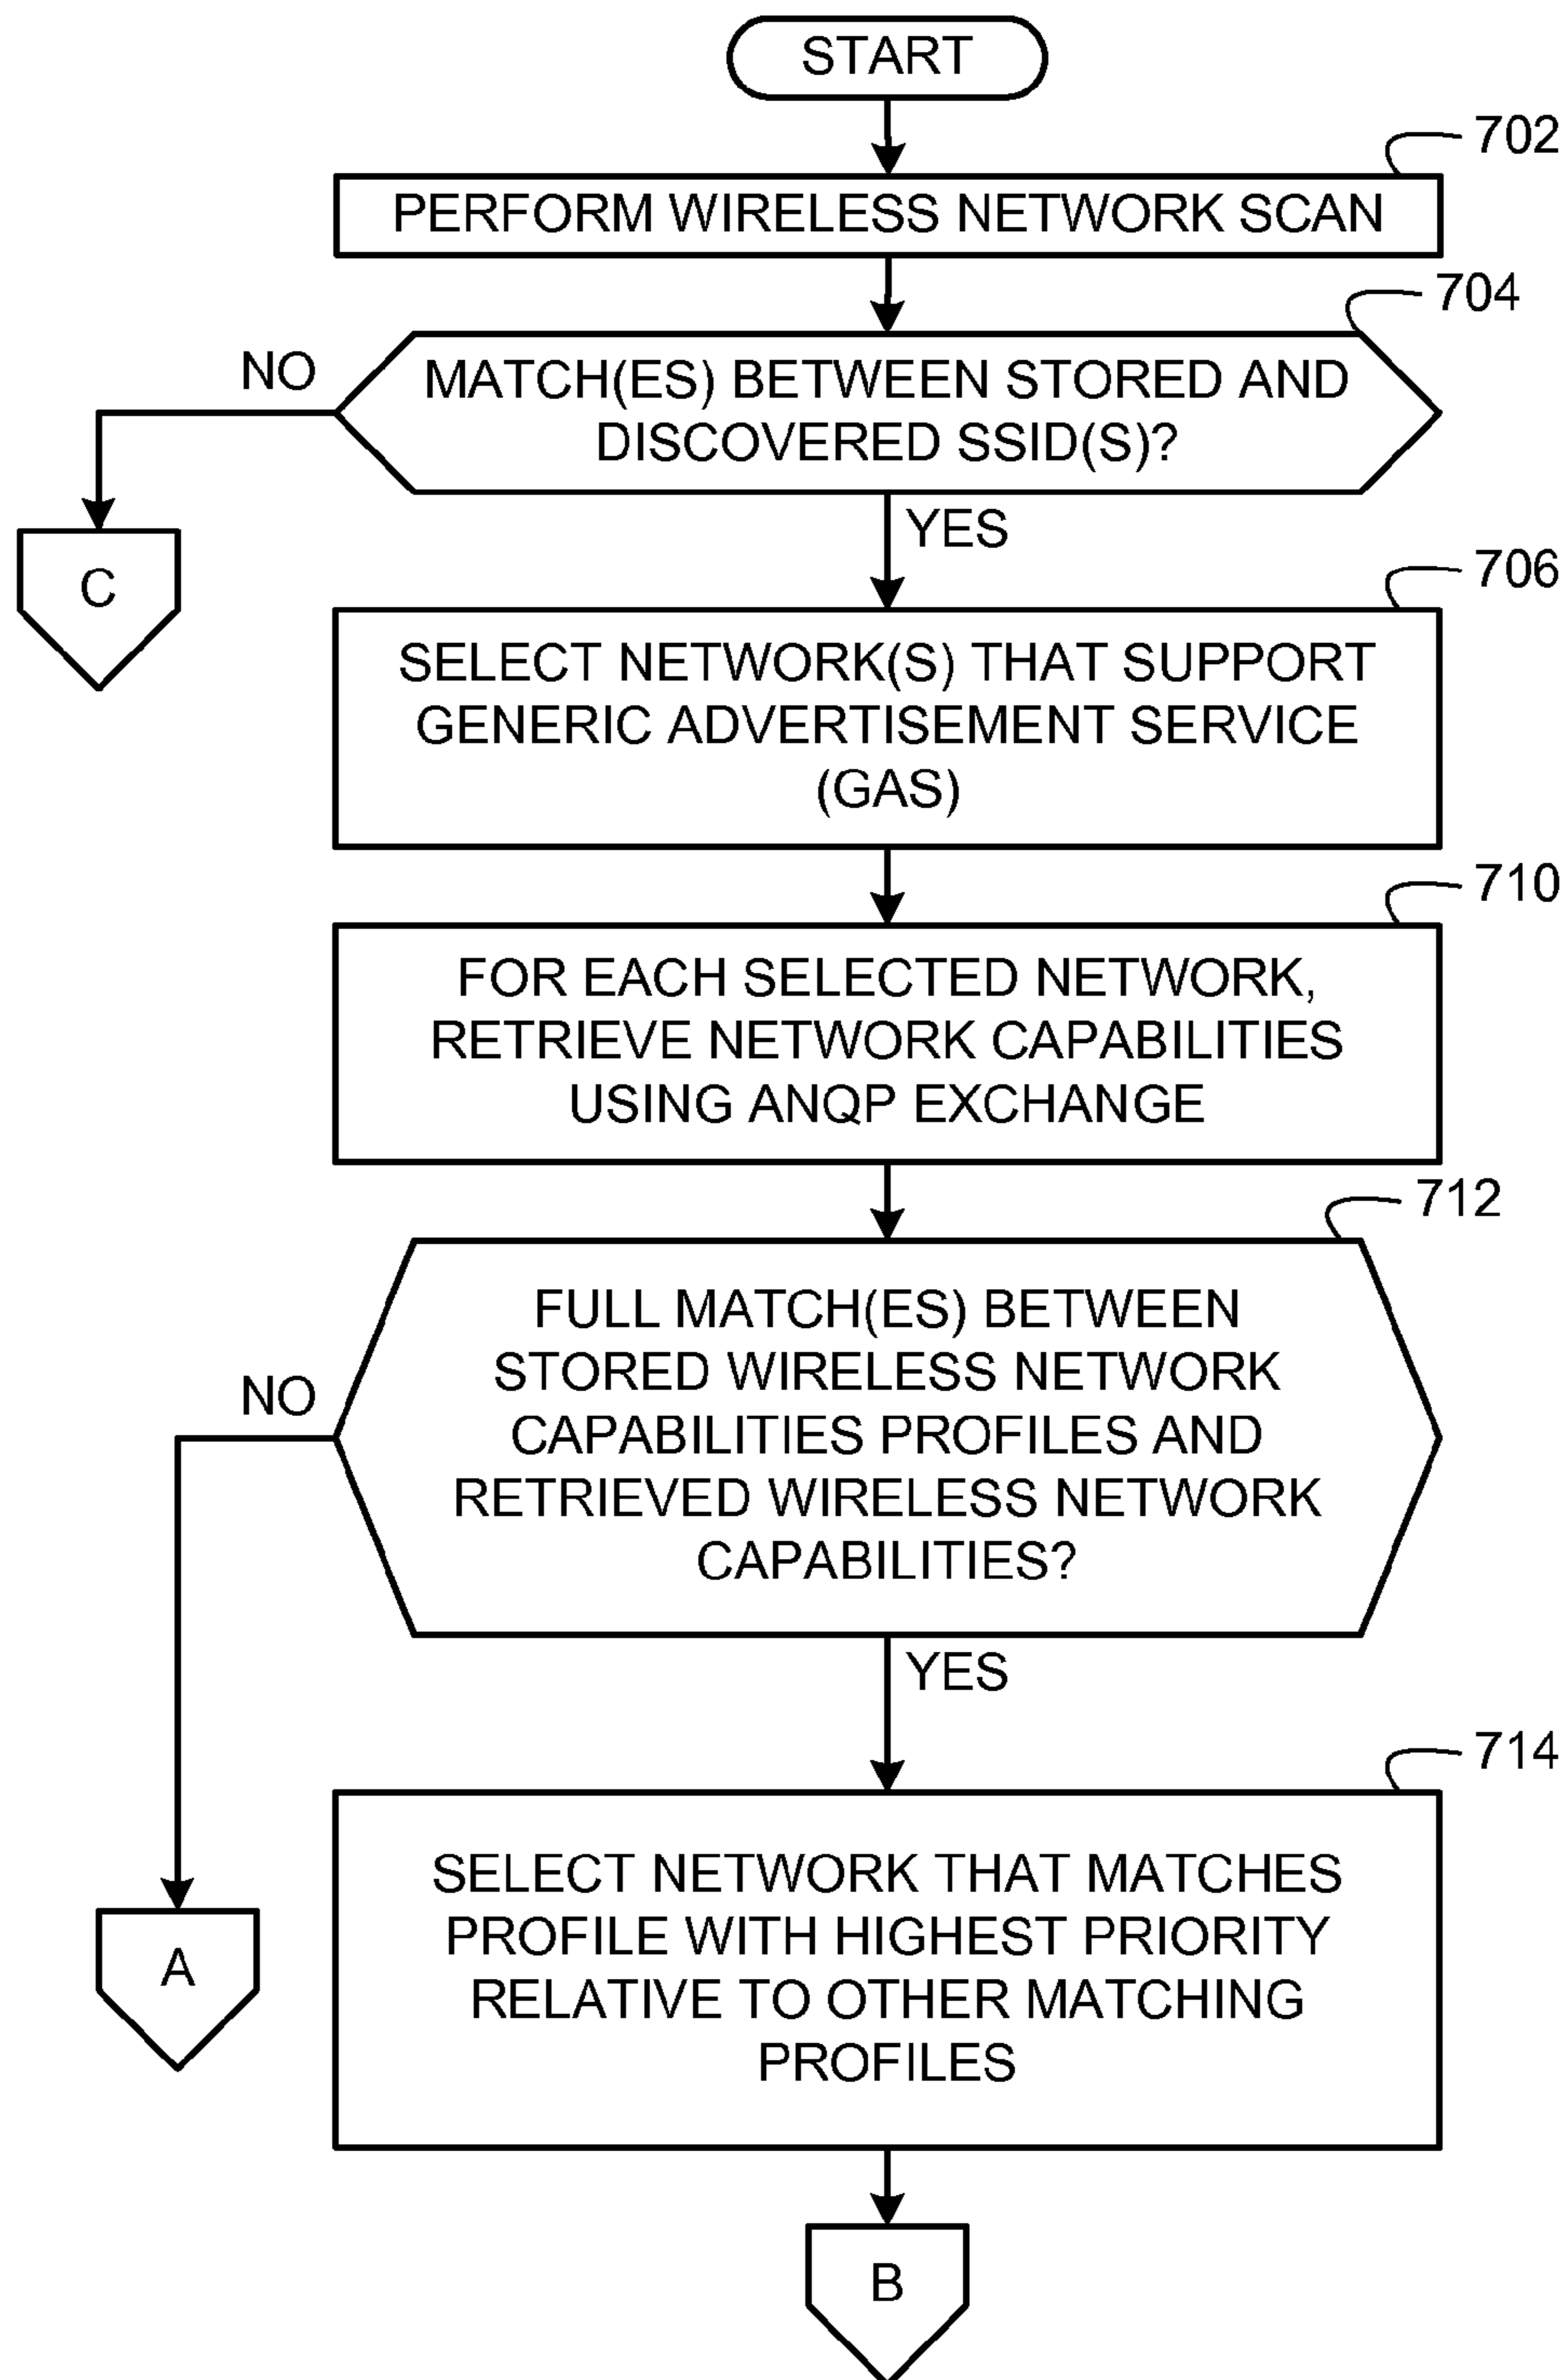 START
702
PERFORM WIRELESS NETWORK SCAN
704
NO
MATCH(ES) BETWEEN STORED AND
DISCOVERED SSID(S)?
YES
C
706
SELECT NETWORK(S) THAT SUPPORT
GENERIC ADVERTISEMENT SERVICE
(GAS)
710
FOR EACH SELECTED NETWORK,
RETRIEVE NETWORK CAPABILITIES
USING ANQP EXCHANGE
712
FULL MATCH(ES) BETWEEN
STORED WIRELESS NETWORK
CAPABILITIES PROFILES AND
RETRIEVED WIRELESS NETWORK
CAPABILITIES?
NO
YES
714
SELECT NETWORK THAT MATCHES
PROFILE WITH HIGHEST PRIORITY
RELATIVE TO OTHER MATCHING
PROFILES
A
B